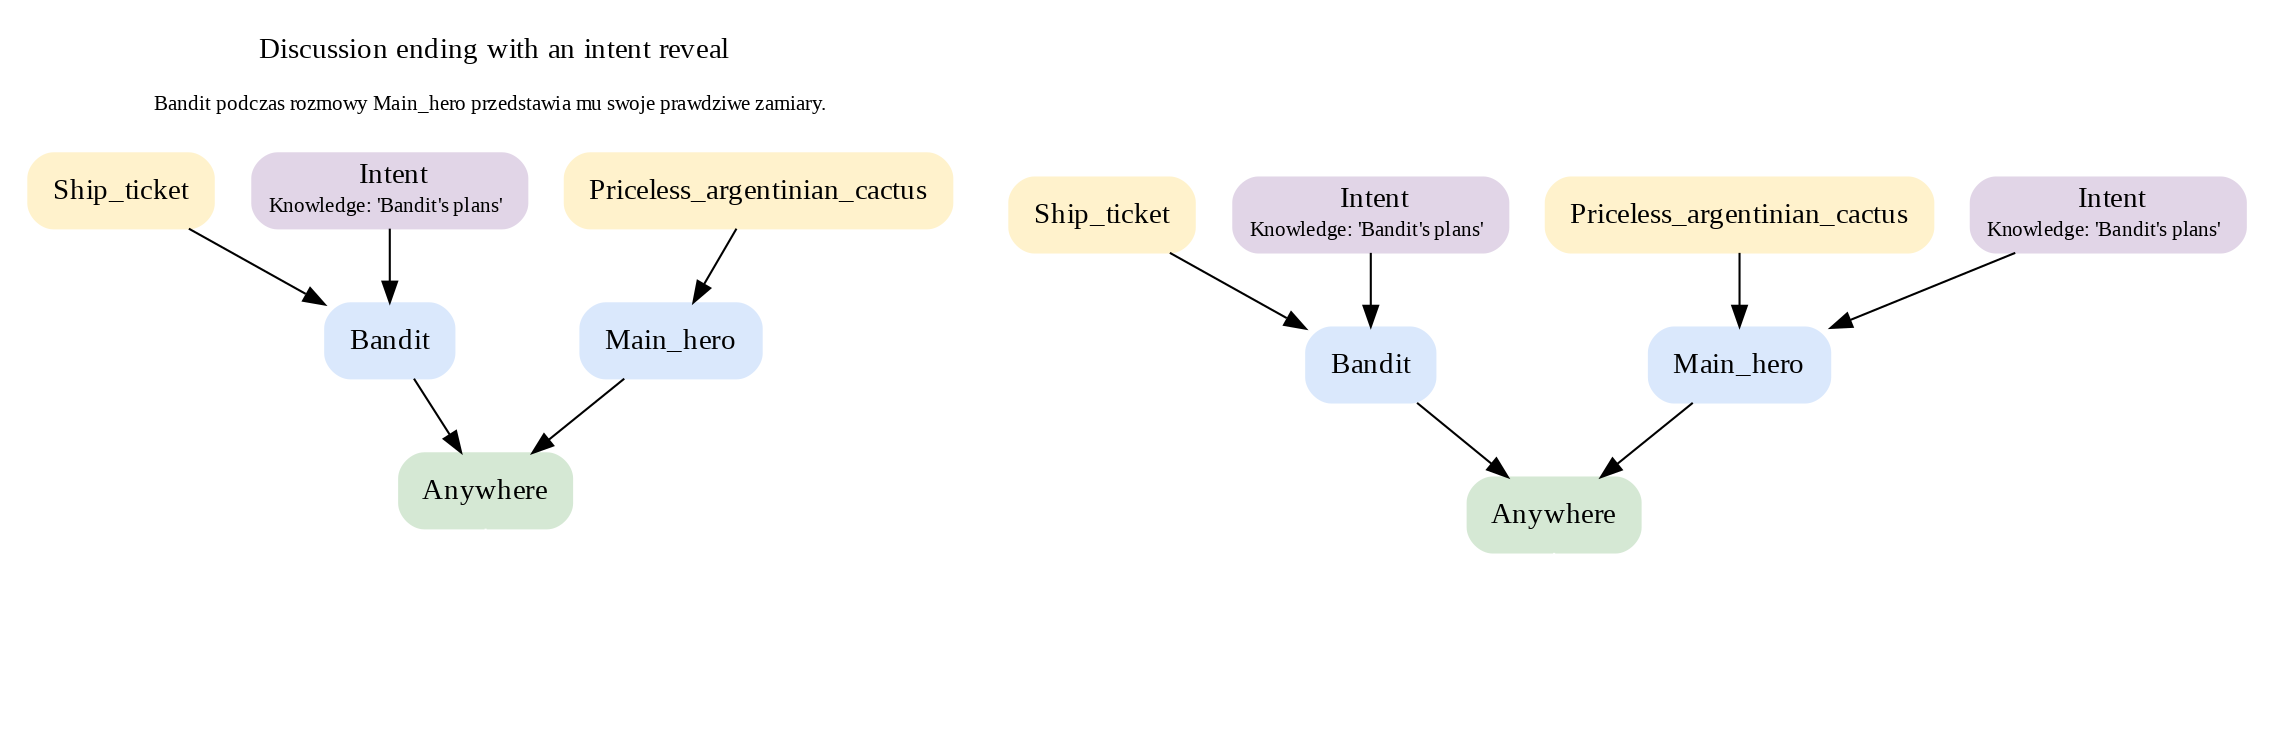 Discussion ending with an intent reveal
Bandit podczas rozmowy Main_hero przedstawia mu swoje prawdziwe zamiary.
Ship_ticket
Intent
Knowledge: 'Bandit's plans'
Priceless_argentinian_cactus
Bandit
Main_hero
Anywhere
Ship_ticket
Intent
Knowledge: 'Bandit's plans'
Priceless_argentinian_cactus
Intent
Knowledge: 'Bandit's plans'
Bandit
Main_hero
Anywhere